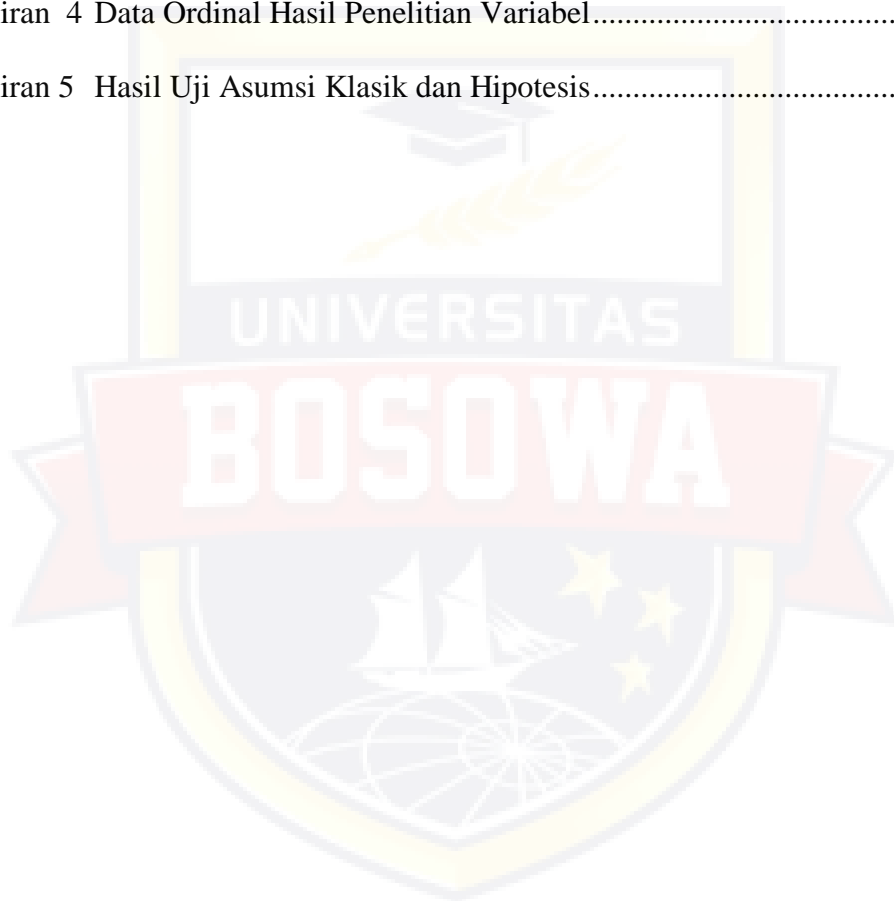 iran 4 Data Ordinal Hasil Penelitian Variabel....................................
iran 5 Hasil Uji Asumsi Klasik dan Hipotesis....................................
UNIVERSITAS
BOSOWA